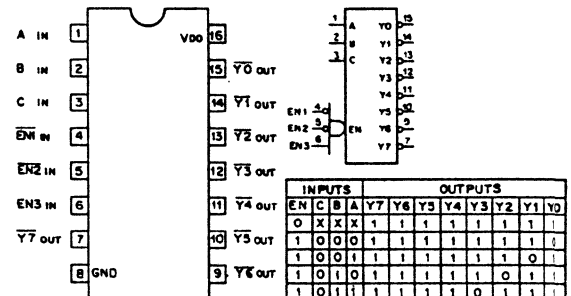 A IN 1
VDD 16
B IN 2
15 Y0 OUT
C IN 3
14 Y1 OUT
EN1 IN 4
13 Y2 OUT
EN2 IN 5
12 Y3 OUT
EN3 IN 6
11 Y4 OUT
Y7 OUT 7
10 Y5 OUT
8 GND
9 Y6 OUT
1 A Y0 15
2 B Y1 14
3 C Y2 13
Y3 12
Y4 11
EN1 4 Y5 10
EN2 5 EN Y6 9
EN3 6 Y7 7
INPUTS OUTPUTS
EN C B A Y7 Y6 Y5 Y4 Y3 Y2 Y1 Y0
0 X X X 1 1 1 1 1 1 1 1
1 0 0 0 1 1 1 1 1 1 1
1 0 0 1 1 1 1 1 1 1 0 1
1 0 1 0 1 1 1 1 1 0 1 1
1 0 1 1 1 1 1 1 0 1 1 1